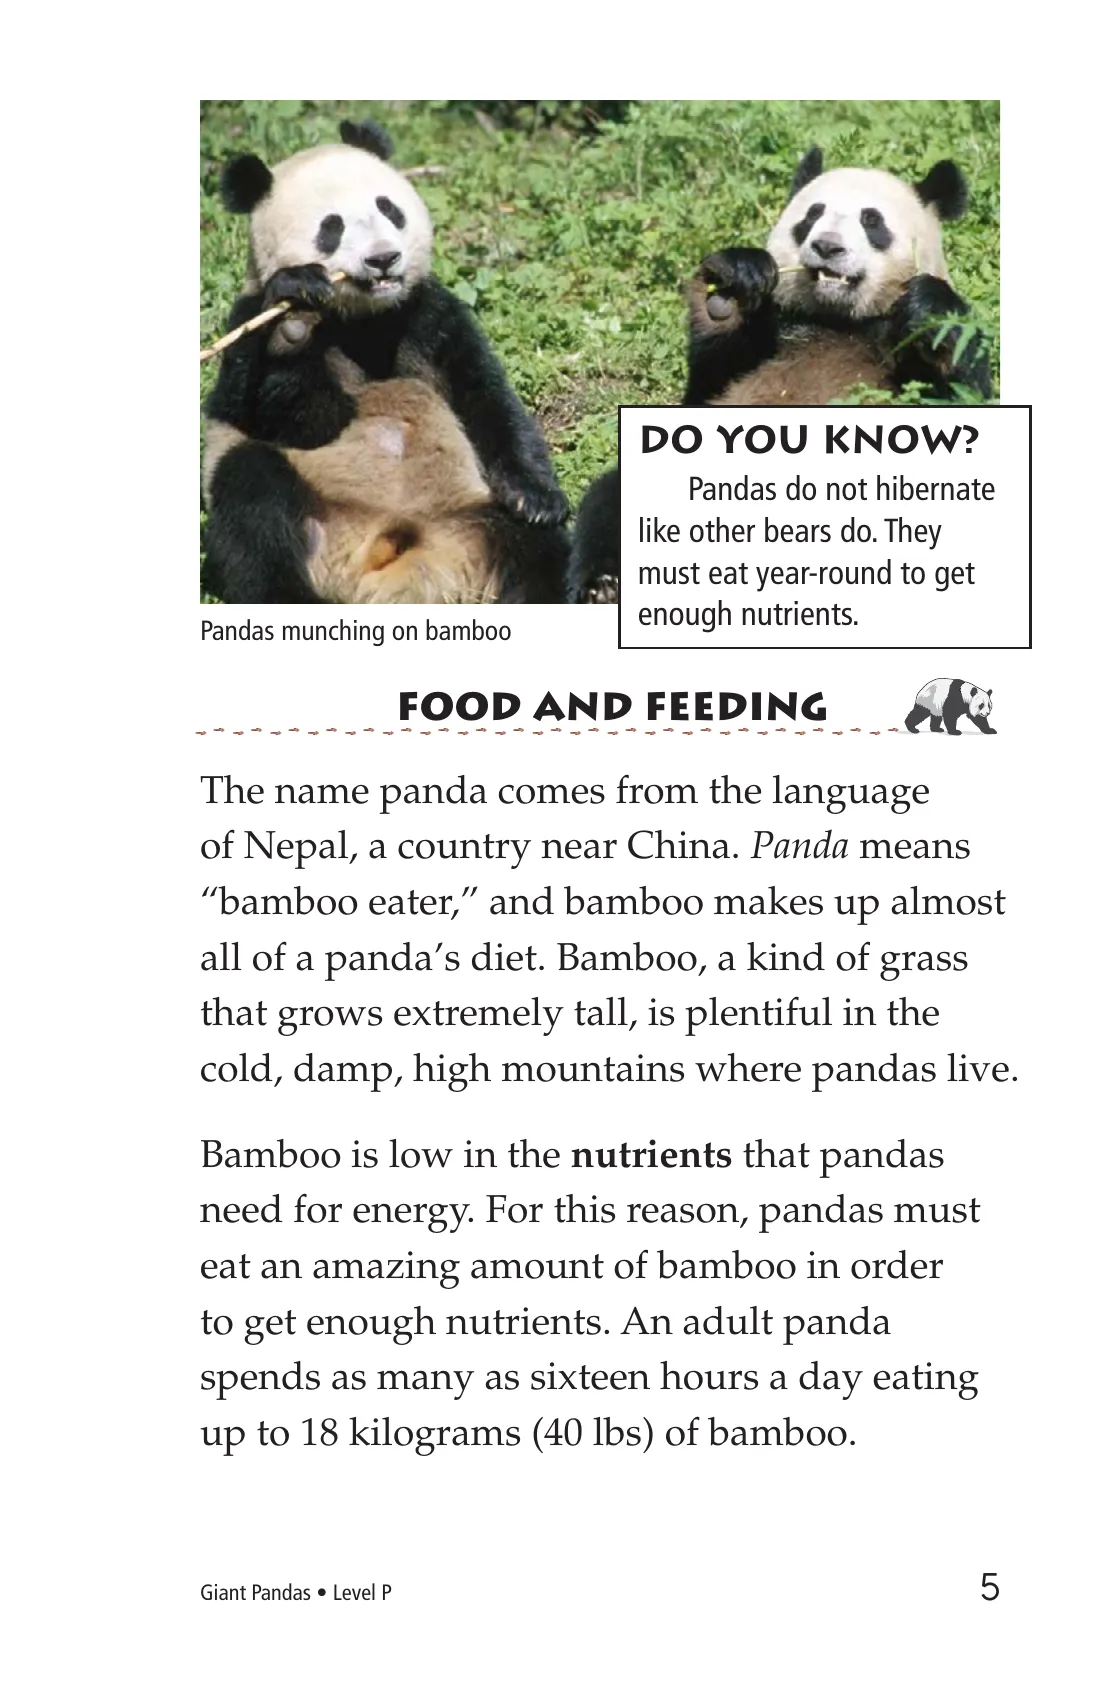 DO YOU KNOW?
Pandas do not hibernate
like other bears do. They
must eat year-round to get
enough nutrients.
Pandas munching on bamboo
FOOD AND FEEDING
The name panda comes from the language
of Nepal, a country near China. Panda means
“bamboo eater,” and bamboo makes up almost
all of a panda’s diet. Bamboo, a kind of grass
that grows extremely tall, is plentiful in the
cold, damp, high mountains where pandas live.
Bamboo is low in the nutrients that pandas
need for energy. For this reason, pandas must
eat an amazing amount of bamboo in order
to get enough nutrients. An adult panda
spends as many as sixteen hours a day eating
up to 18 kilograms (40 lbs) of bamboo.
Giant Pandas • Level P
5